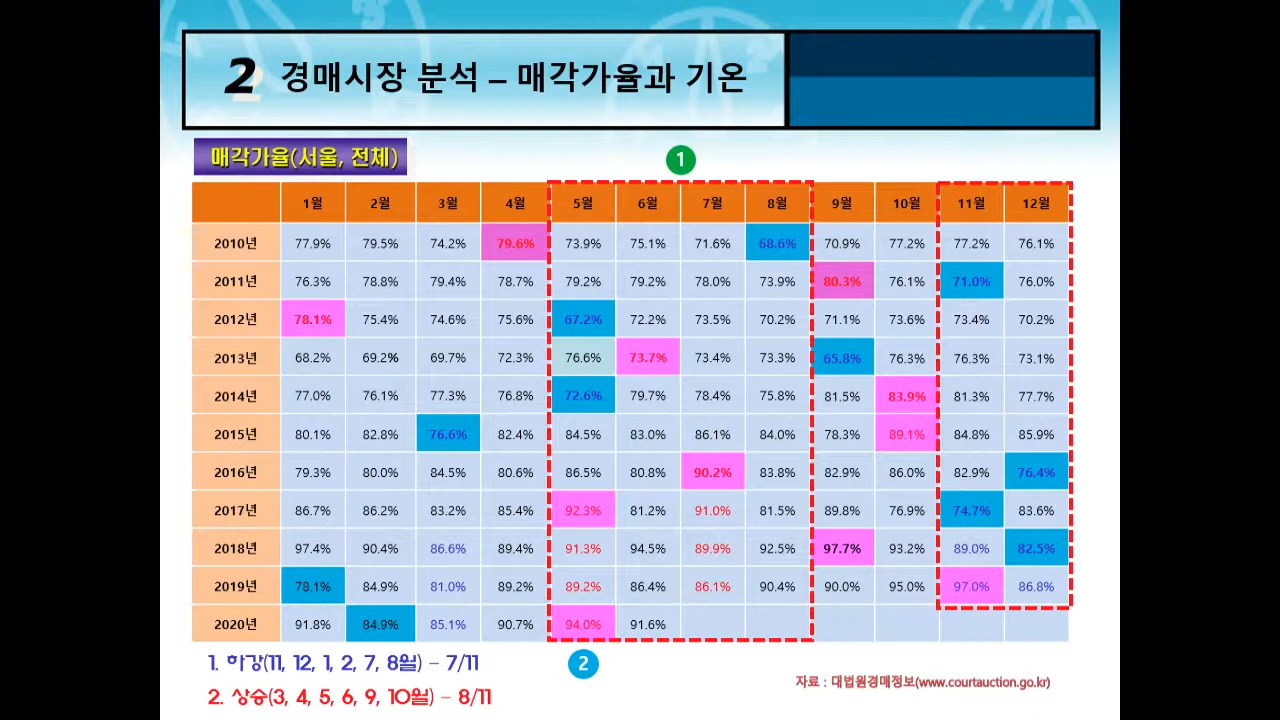 2 경매시장 분석 – 매각가율과 기온
매각가율(서울, 전체)
1
1월 2월 3월 4월 5월 6월 7월 8월 9월 10월 11월 12월
2010년 77.9% 79.5% 74.2% 79.6% 73.9% 75.1% 71.6% 68.6% 70.9% 77.2% 77.2% 76.1%
2011년 76.3% 78.8% 79.4% 78.7% 79.2% 79.2% 78.0% 73.9% 80.3% 76.1% 71.0% 76.0%
2012년 78.1% 75.4% 74.6% 75.6% 67.2% 72.2% 73.5% 70.2% 71.1% 73.6% 73.4% 70.2%
2013년 68.2% 69.2% 69.7% 72.3% 76.6% 73.7% 73.4% 73.3% 65.8% 76.3% 76.3% 73.1%
2014년 77.0% 76.1% 77.3% 76.8% 72.6% 79.7% 78.4% 75.8% 81.5% 83.9% 81.3% 77.7%
2015년 80.1% 82.8% 76.6% 82.4% 84.5% 83.0% 86.1% 84.0% 78.3% 89.1% 84.8% 85.9%
2016년 79.3% 80.0% 84.5% 80.6% 86.5% 80.8% 90.2% 83.8% 82.9% 86.0% 82.9% 76.4%
2017년 86.7% 86.2% 83.2% 85.4% 92.3% 81.2% 91.0% 81.5% 89.8% 76.9% 74.7% 83.6%
2018년 97.4% 90.4% 86.6% 89.4% 91.3% 94.5% 89.9% 92.5% 97.7% 93.2% 89.0% 82.5%
2019년 78.1% 84.9% 81.0% 89.2% 89.2% 86.4% 86.1% 90.4% 90.0% 95.0% 97.0% 86.8%
2020년 91.8% 84.9% 85.1% 90.7% 94.0% 91.6%
1. 하강(11, 12, 1, 2, 7, 8월) – 7/11
2
2. 상승(3, 4, 5, 6, 9, 10월) – 8/11
자료 : 대법원경매정보(www.courtauction.go.kr)